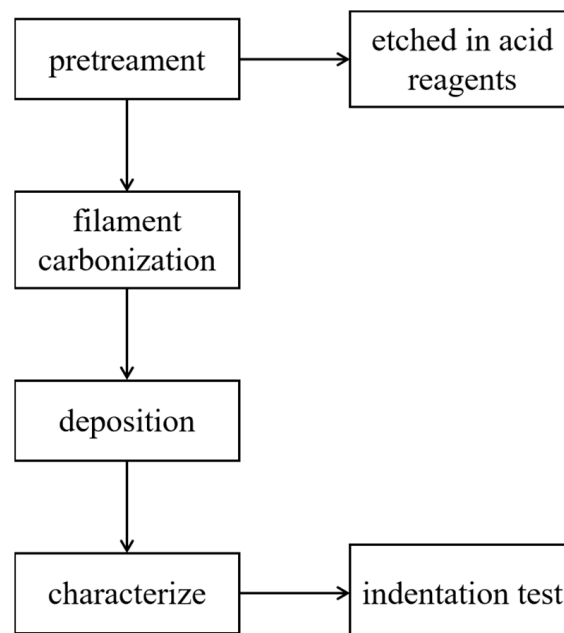 pretreament
etched in acid
reagents
filament
carbonization
deposition
characterize
indentation test